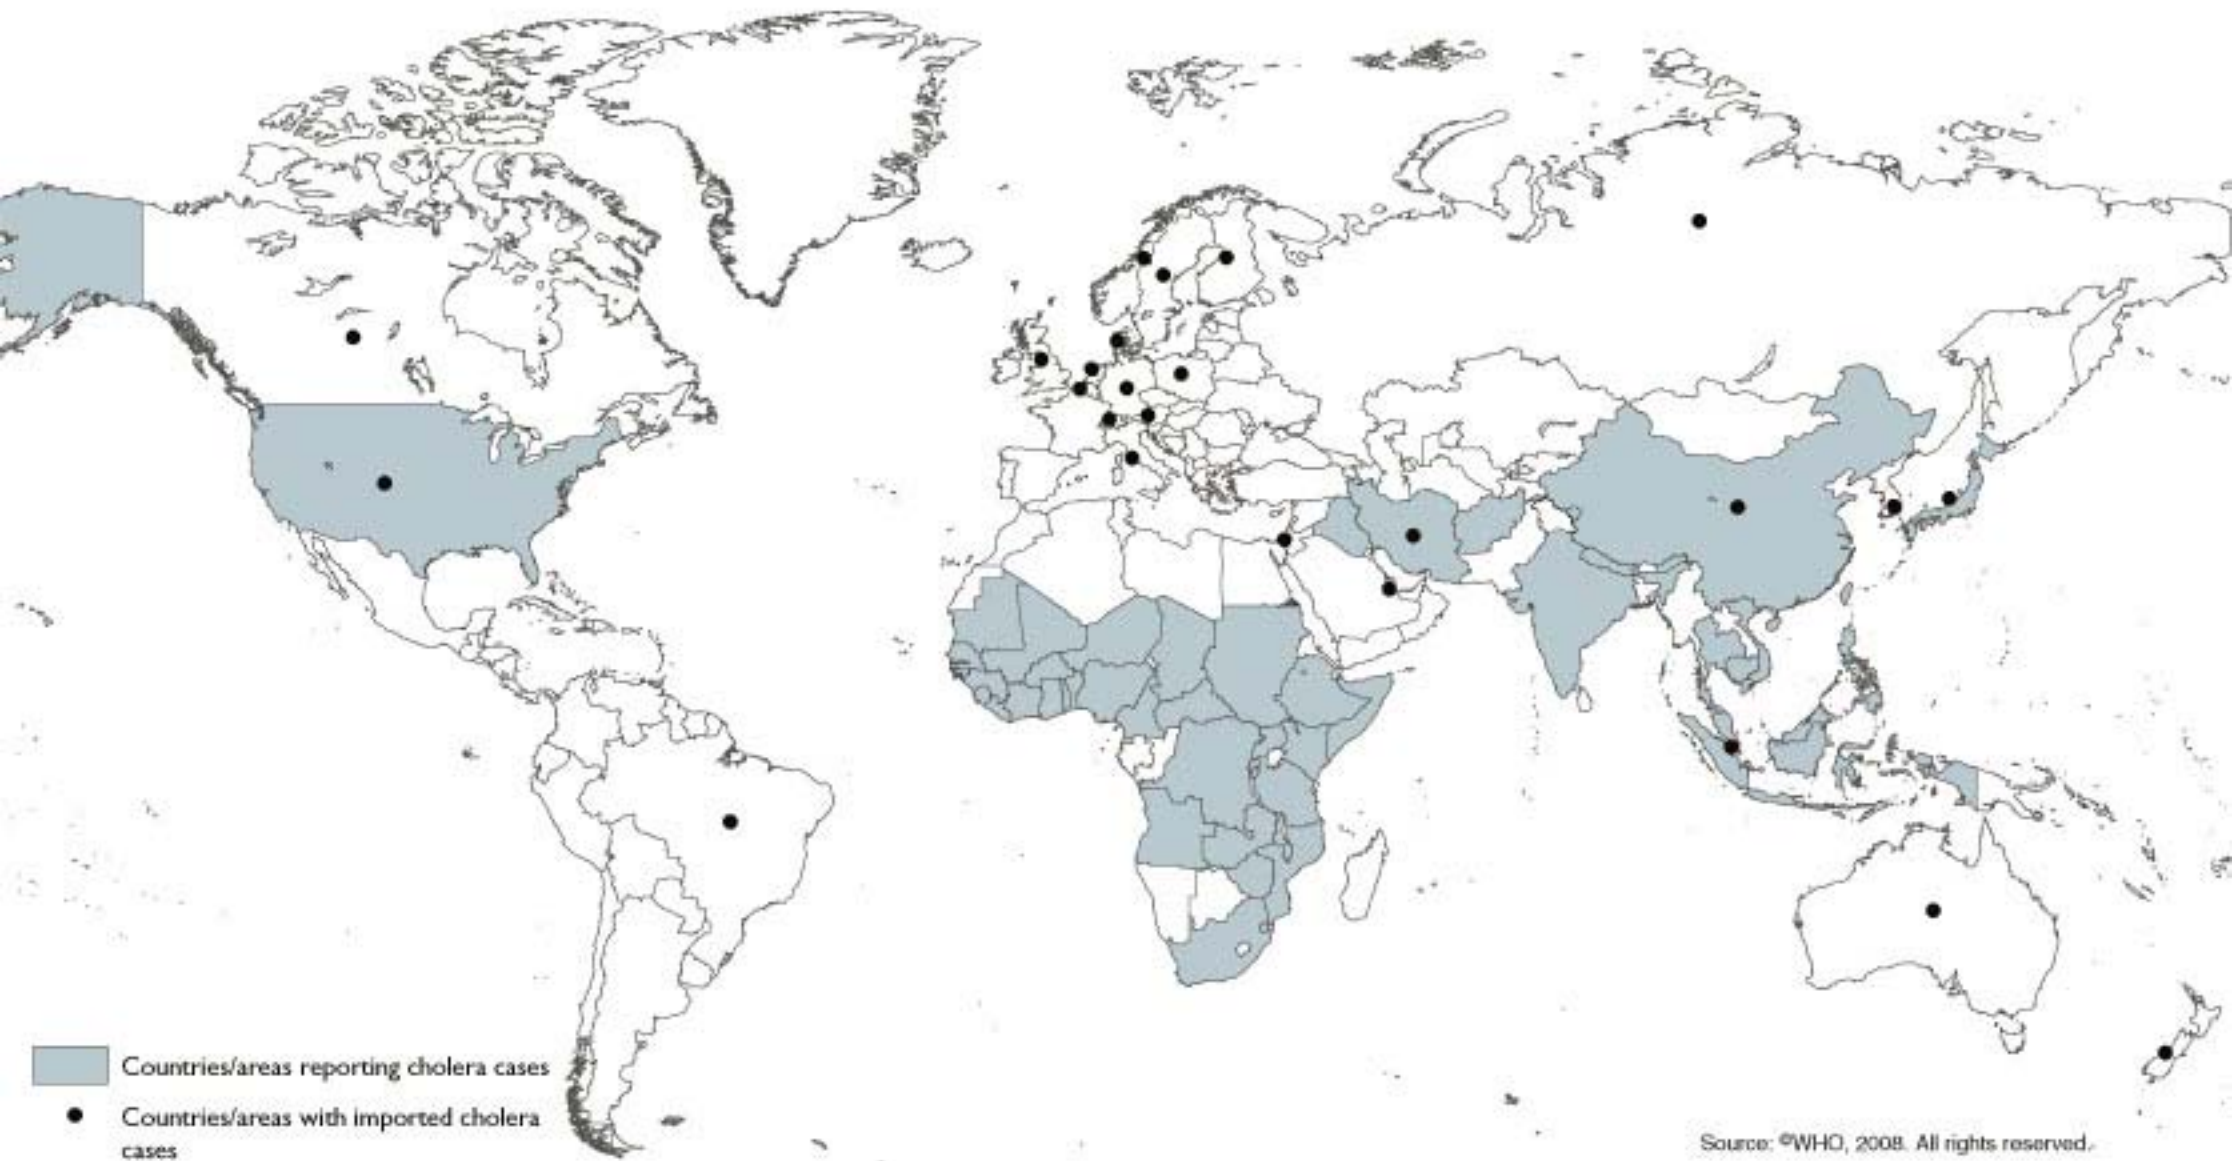 Countries/areas reporting cholera cases
Countries/areas with imported cholera
cases
Source: ©WHO, 2008. All rights reserved.